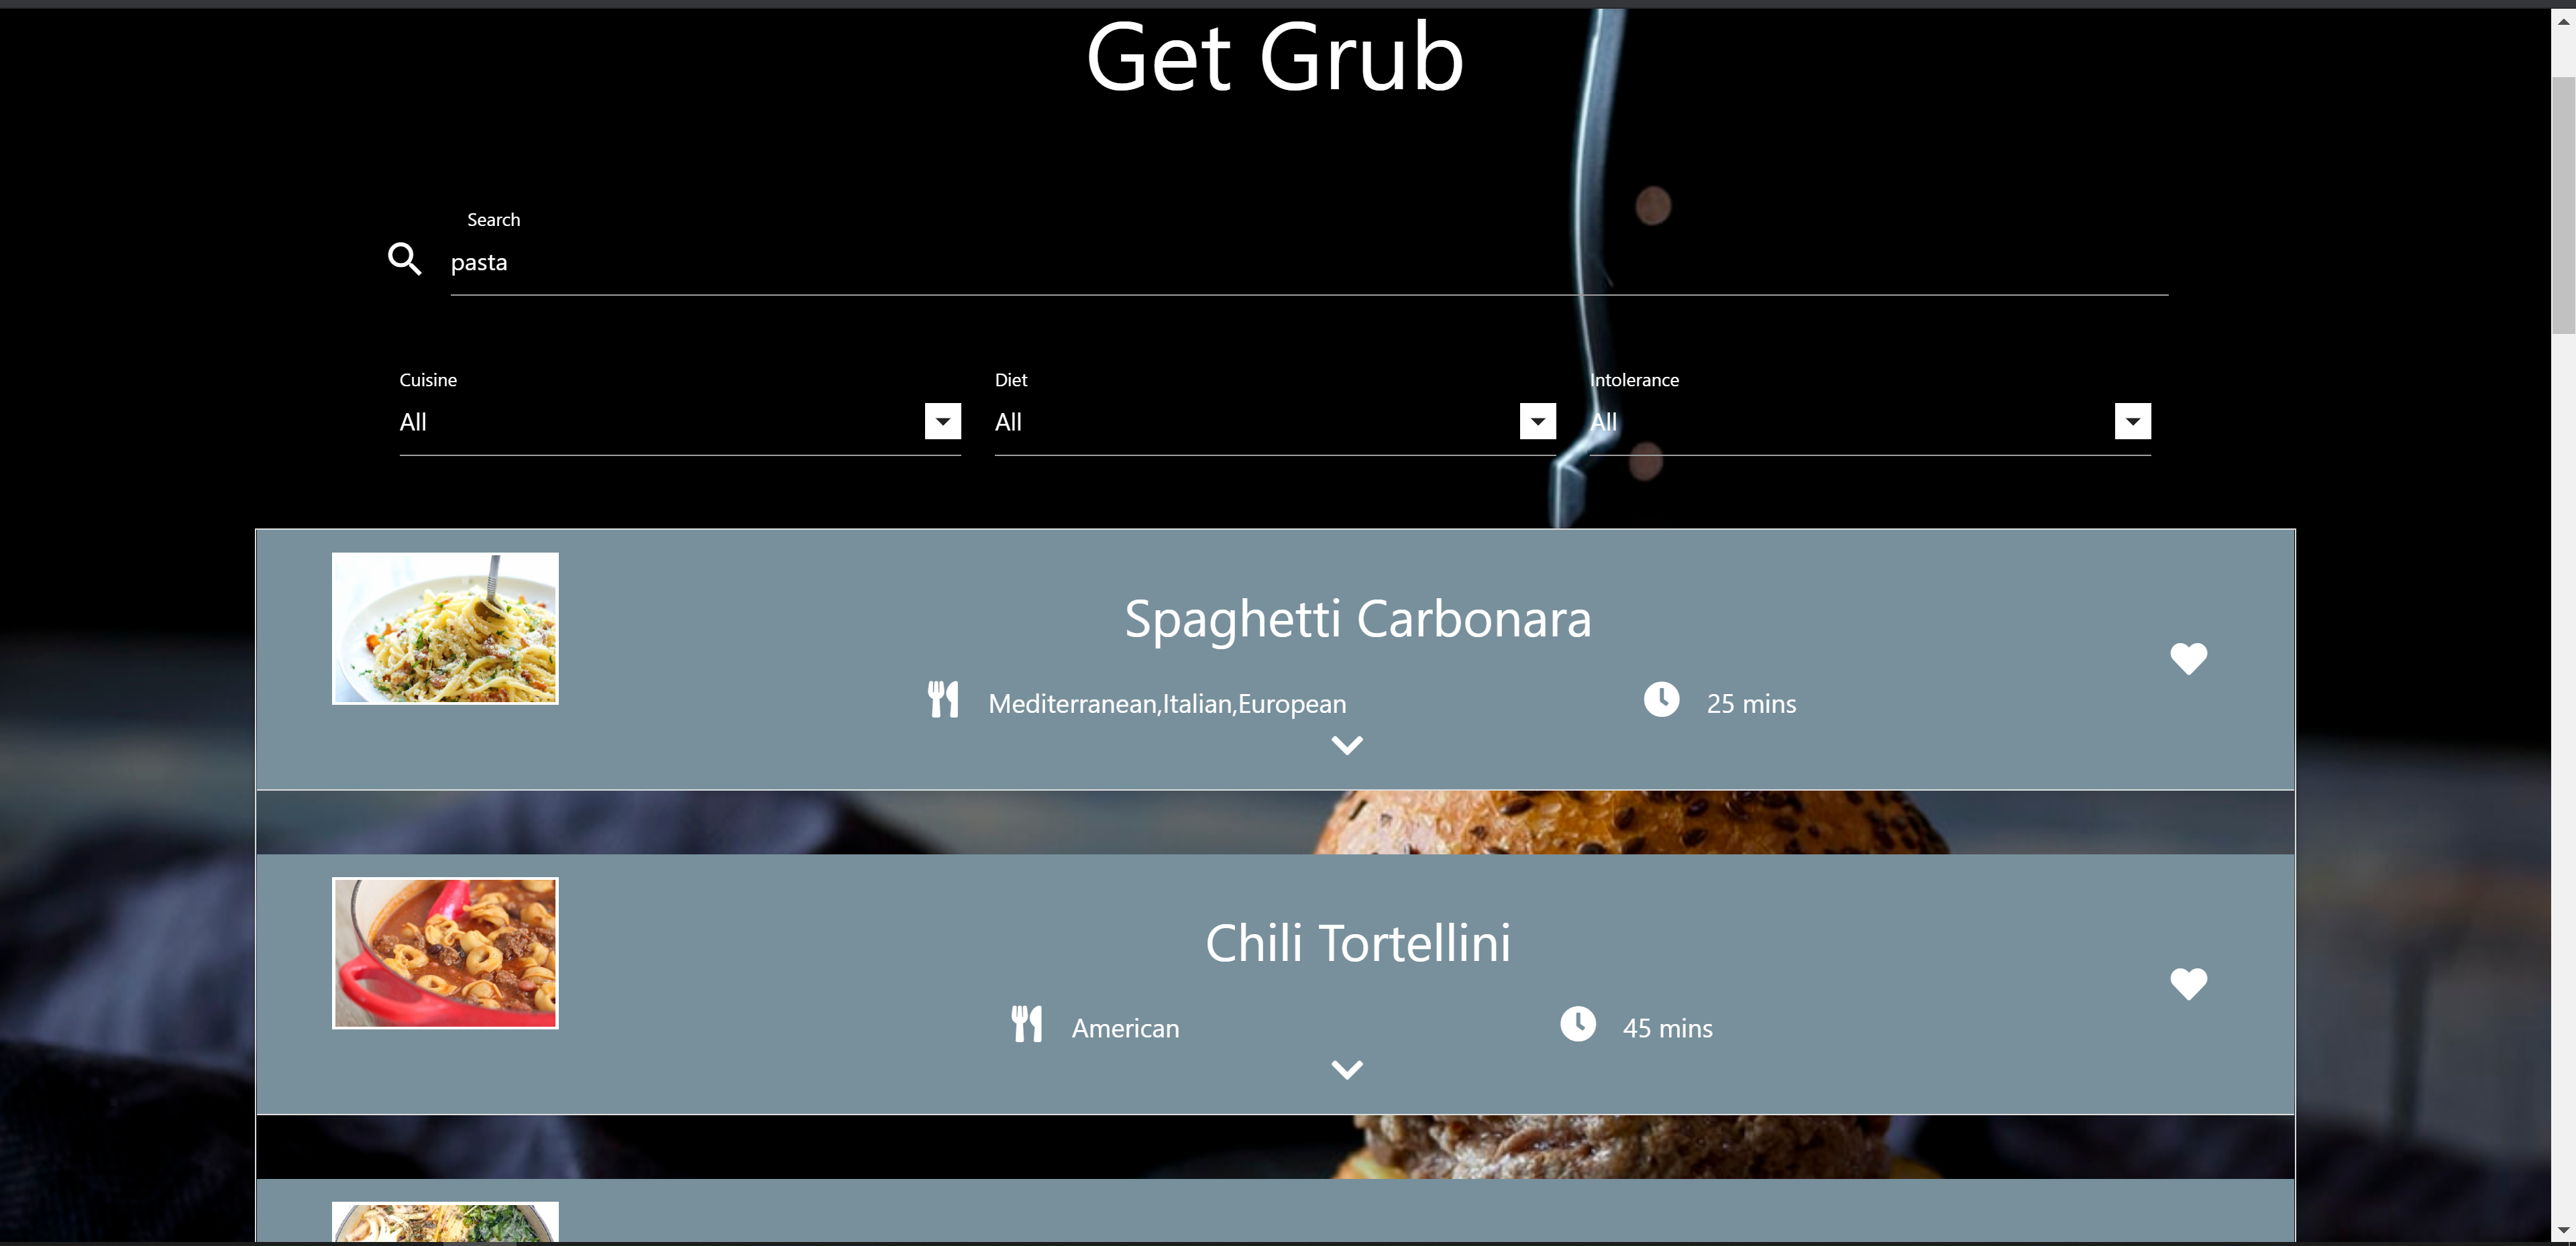 Get Grub
Search
pasta
Cuisine
Diet
Intolerance
All
All
All
Spaghetti Carbonara
Mediterranean,Italian,European
25 mins
Chili Tortellini
American
45 mins